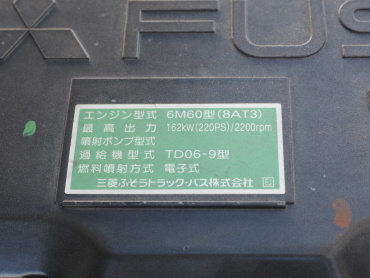 FUS
エンジン型式 6M60型(8AT3)
最高出力 162kW(220PS)/2200rpm
噴射ポンプ型式
過給機型式 TD06-9型
燃料噴射方式 電子式
三菱ふそうトラック・バス株式会社